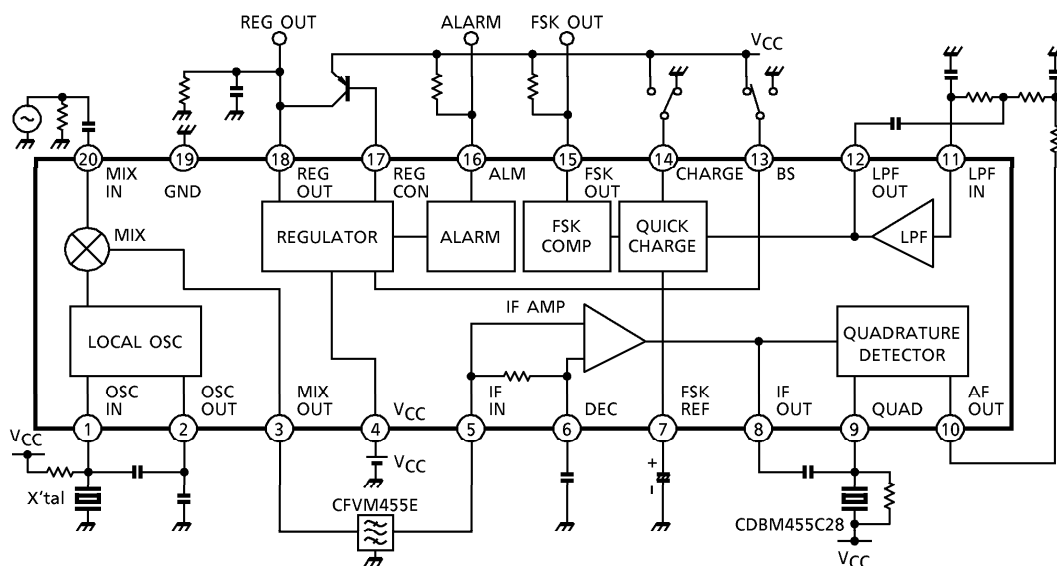 REG OUT
ALARM
FSK OUT
VCC
20
19
18
17
16
15
14
13
12
11
MIX
IN
GND
REG
OUT
REG
CON
ALM
FSK
OUT
CHARGE
BS
LPF
OUT
LPF
IN
MIX
REGULATOR
ALARM
FSK
COMP
QUICK
CHARGE
LPF
LOCAL OSC
IF AMP
QUADRATURE
DETECTOR
OSC
IN
OSC
OUT
MIX
OUT
VCC
IF
IN
DEC
FSK
REF
IF
OUT
QUAD
AF
OUT
1
2
3
4
5
6
7
8
9
10
VCC
X'tal
VCC
CFVM455E
+
-
CDBM455C28
VCC